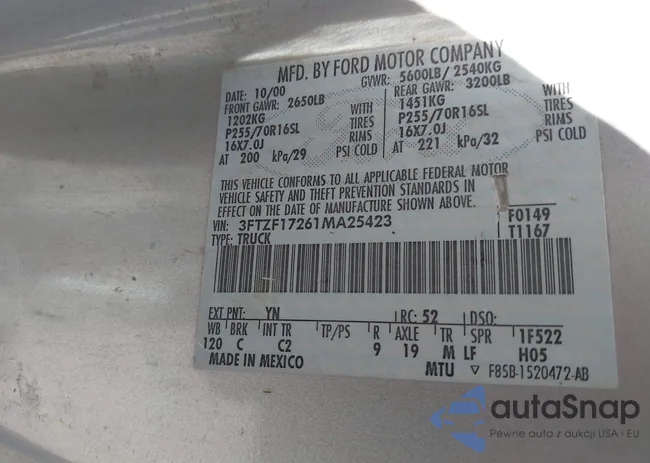 MFD. BY FORD MOTOR COMPANY
DATE: 10/00 GVWR: 5600LB/ 2540KG
FRONT GAWR: 2650LB REAR GAWR: 3200LB
1202KG WITH 1451KG WITH
P255/70R16SL TIRES P255/70R16SL TIRES
16X7.0J RIMS 16X7.0J RIMS
AT 200 kPa/29 PSI COLD AT 221 kPa/32 PSI COLD
THIS VEHICLE CONFORMS TO ALL APPLICABLE FEDERAL MOTOR
VEHICLE SAFETY AND THEFT PREVENTION STANDARDS IN
EFFECT ON THE DATE OF MANUFACTURE SHOWN ABOVE.
VIN: 3FTZF17261MA25423 F0149
TYPE: TRUCK T1167
EXT PNT: YN RC: 52 DSO:
WB BRK INT TR TP/PS R AXLE TR SPR 1F522
120 C C2 9 19 M LF H05
MADE IN MEXICO MTU ▽ F85B-1520472-AB
autaSnap
Pewne auta z aukcji USA i EU